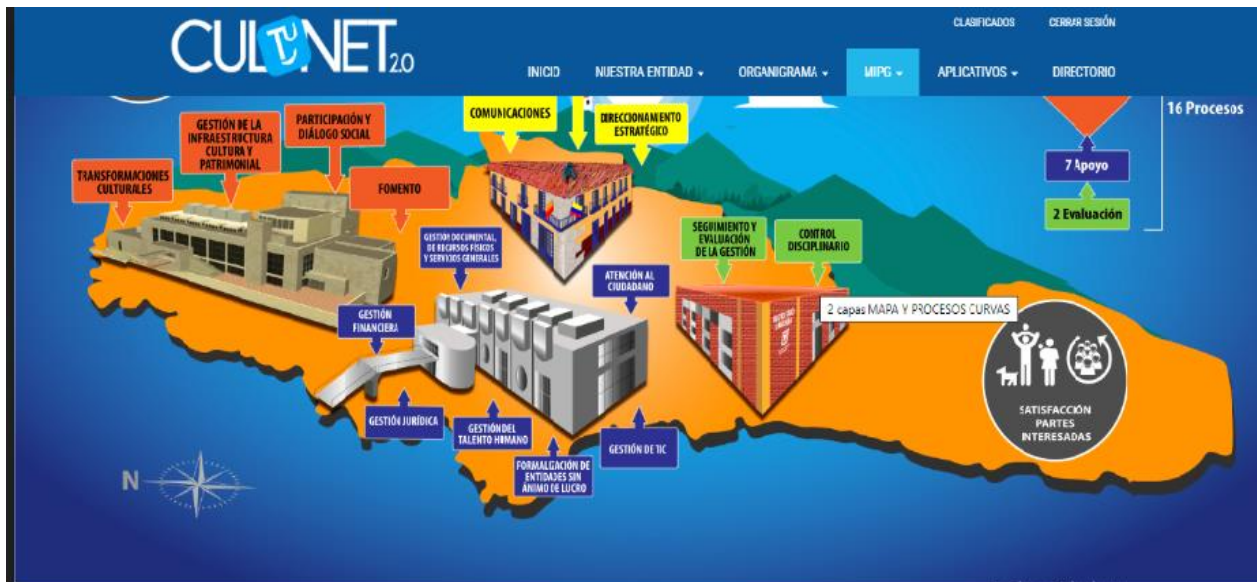 CULTUNET 2.0
CLASIFICADOS
CERRAR SESIÓN
INICIO
NUESTRA ENTIDAD
ORGANIGRAMA
MIPG
APLICATIVOS
DIRECTORIO
COMUNICACIONES
DIRECCIONAMIENTO
ESTRATÉGICO
16 Procesos
GESTIÓN DE LA
INFRAESTRUCTURA
CULTURA Y
PATRIMONIAL
PARTICIPACIÓN Y
DIÁLOGO SOCIAL
TRANSFORMACIONES
CULTURALES
FOMENTO
7 Apoyo
2 Evaluación
GESTIÓN DOCUMENTAL,
DE RECURSOS FÍSICOS
Y SERVICIOS GENERALES
SEGUIMIENTO Y
EVALUACIÓN
DE LA GESTIÓN
CONTROL
DISCIPLINARIO
ATENCIÓN AL
CIUDADANO
2 capas MAPA Y PROCESOS CURVAS
GESTIÓN
FINANCIERA
GESTIÓN JURÍDICA
GESTIÓN DEL
TALENTO HUMANO
GESTIÓN DE TIC
FORMALIZACIÓN DE
ENTIDADES SIN
ÁNIMO DE LUCRO
SATISFACCIÓN
PARTES
INTERESADAS
N